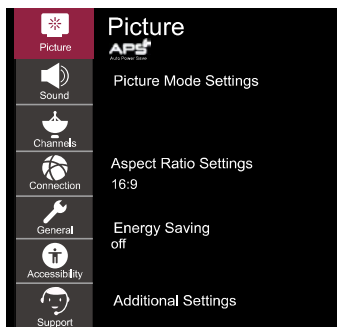 Picture
Sound
Channels
Connection
General
Accessibility
Support
Picture
APS
Auto Power Save
Picture Mode Settings
Aspect Ratio Settings
16:9
Energy Saving
off
Additional Settings